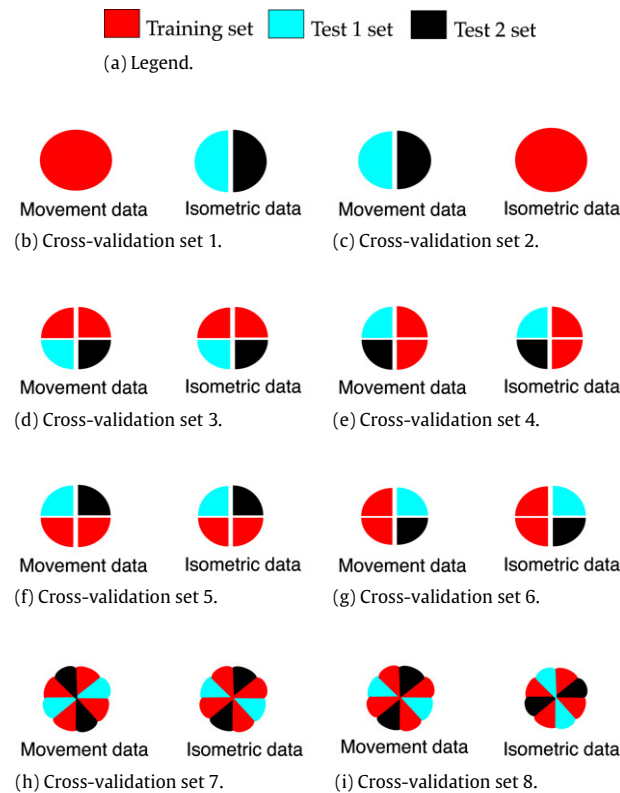 Training set Test 1 set Test 2 set
(a) Legend.
Movement data Isometric data Movement data Isometric data
(b) Cross-validation set 1. (c) Cross-validation set 2.
Movement data Isometric data Movement data Isometric data
(d) Cross-validation set 3. (e) Cross-validation set 4.
Movement data Isometric data Movement data Isometric data
(f) Cross-validation set 5. (g) Cross-validation set 6.
Movement data Isometric data Movement data Isometric data
(h) Cross-validation set 7. (i) Cross-validation set 8.